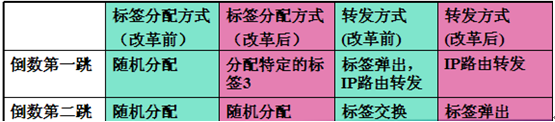 标签分配方式
（改革前）
标签分配方式
（改革后）
转发方式
(改革前)
转发方式
(改革后)
倒数第一跳
随机分配
分配特定的标
签3
标签弹出，
IP路由转发
IP路由转发
倒数第二跳
随机分配
随机分配
标签交换
标签弹出